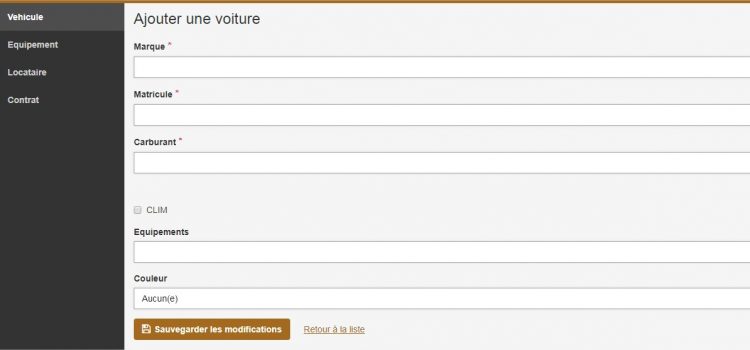 Vehicule
Equipement
Locataire
Contrat
Ajouter une voiture
Marque *
Matricule *
Carburant *
CLIM
Equipements
Couleur
Aucun(e)
Sauvegarder les modifications
Retour à la liste